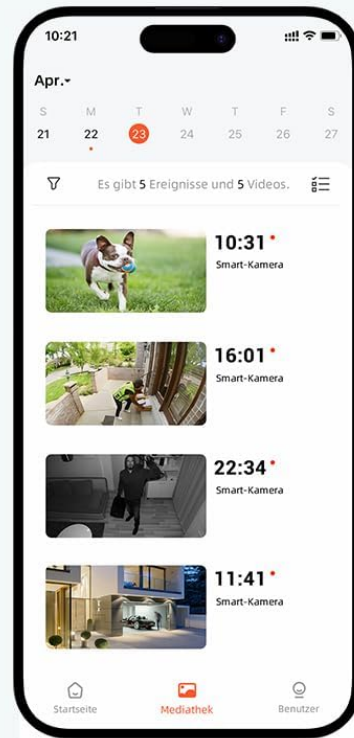 10:21
Apr.
S M T W T F S
21 22 23 24 25 26 27
Es gibt 5 Ereignisse und 5 Videos.
10:31
Smart-Kamera
16:01
Smart-Kamera
22:34
Smart-Kamera
11:41
Smart-Kamera
Startseite Mediathek Benutzer